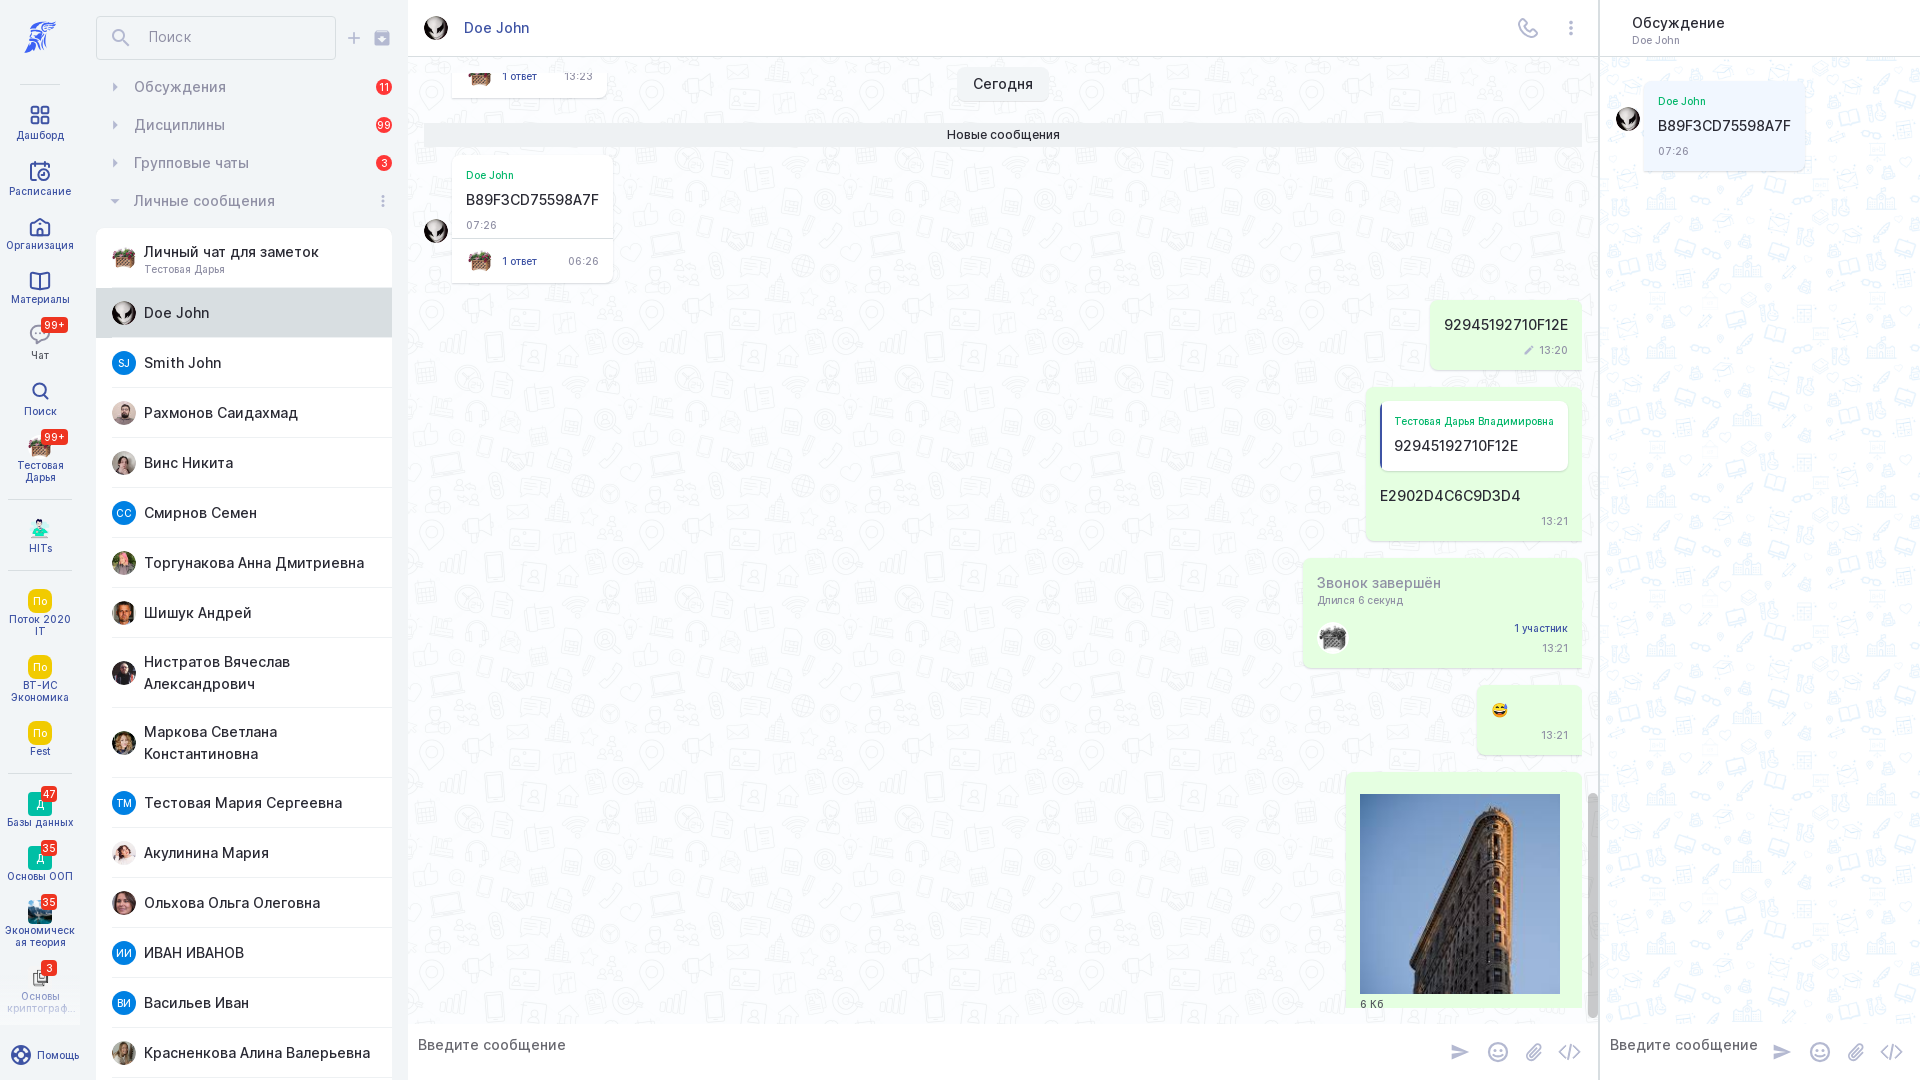 Дашборд
Расписание
Организация
Материалы
99+
Чат
Поиск
99+
Тестовая
Дарья
HITs
По
Поток 2020
IT
По
ВТ-ИС
Экономика
По
Fest
47
Д
Базы данных
35
Д
Основы ООП
35
Экономическ
ая теория
3
Основы
криптограф...
Помощь
Поиск
Обсуждения
11
Дисциплины
99
Групповые чаты
3
Личные сообщения
Личный чат для заметок
Тестовая Дарья
Doe John
SJ
Smith John
Рахмонов Саидахмад
Винс Никита
СС
Смирнов Семен
Торгунакова Анна Дмитриевна
Шишук Андрей
Нистратов Вячеслав
Александрович
Маркова Светлана
Константиновна
ТМ
Тестовая Мария Сергеевна
Акулинина Мария
Ольхова Ольга Олеговна
ИИ
ИВАН ИВАНОВ
ВИ
Васильев Иван
Красненкова Алина Валерьевна
Doe John
1 ответ 13:23
Сегодня
Новые сообщения
Doe John
B89F3CD75598A7F
07:26
1 ответ 06:26
92945192710F12E
13:20
Тестовая Дарья Владимировна
92945192710F12E
E2902D4C6C9D3D4
13:21
Звонок завершён
Длился 6 секунд
1 участник
13:21
😅
13:21
6 Кб
Введите сообщение
Обсуждение
Doe John
Doe John
B89F3CD75598A7F
07:26
Введите сообщение